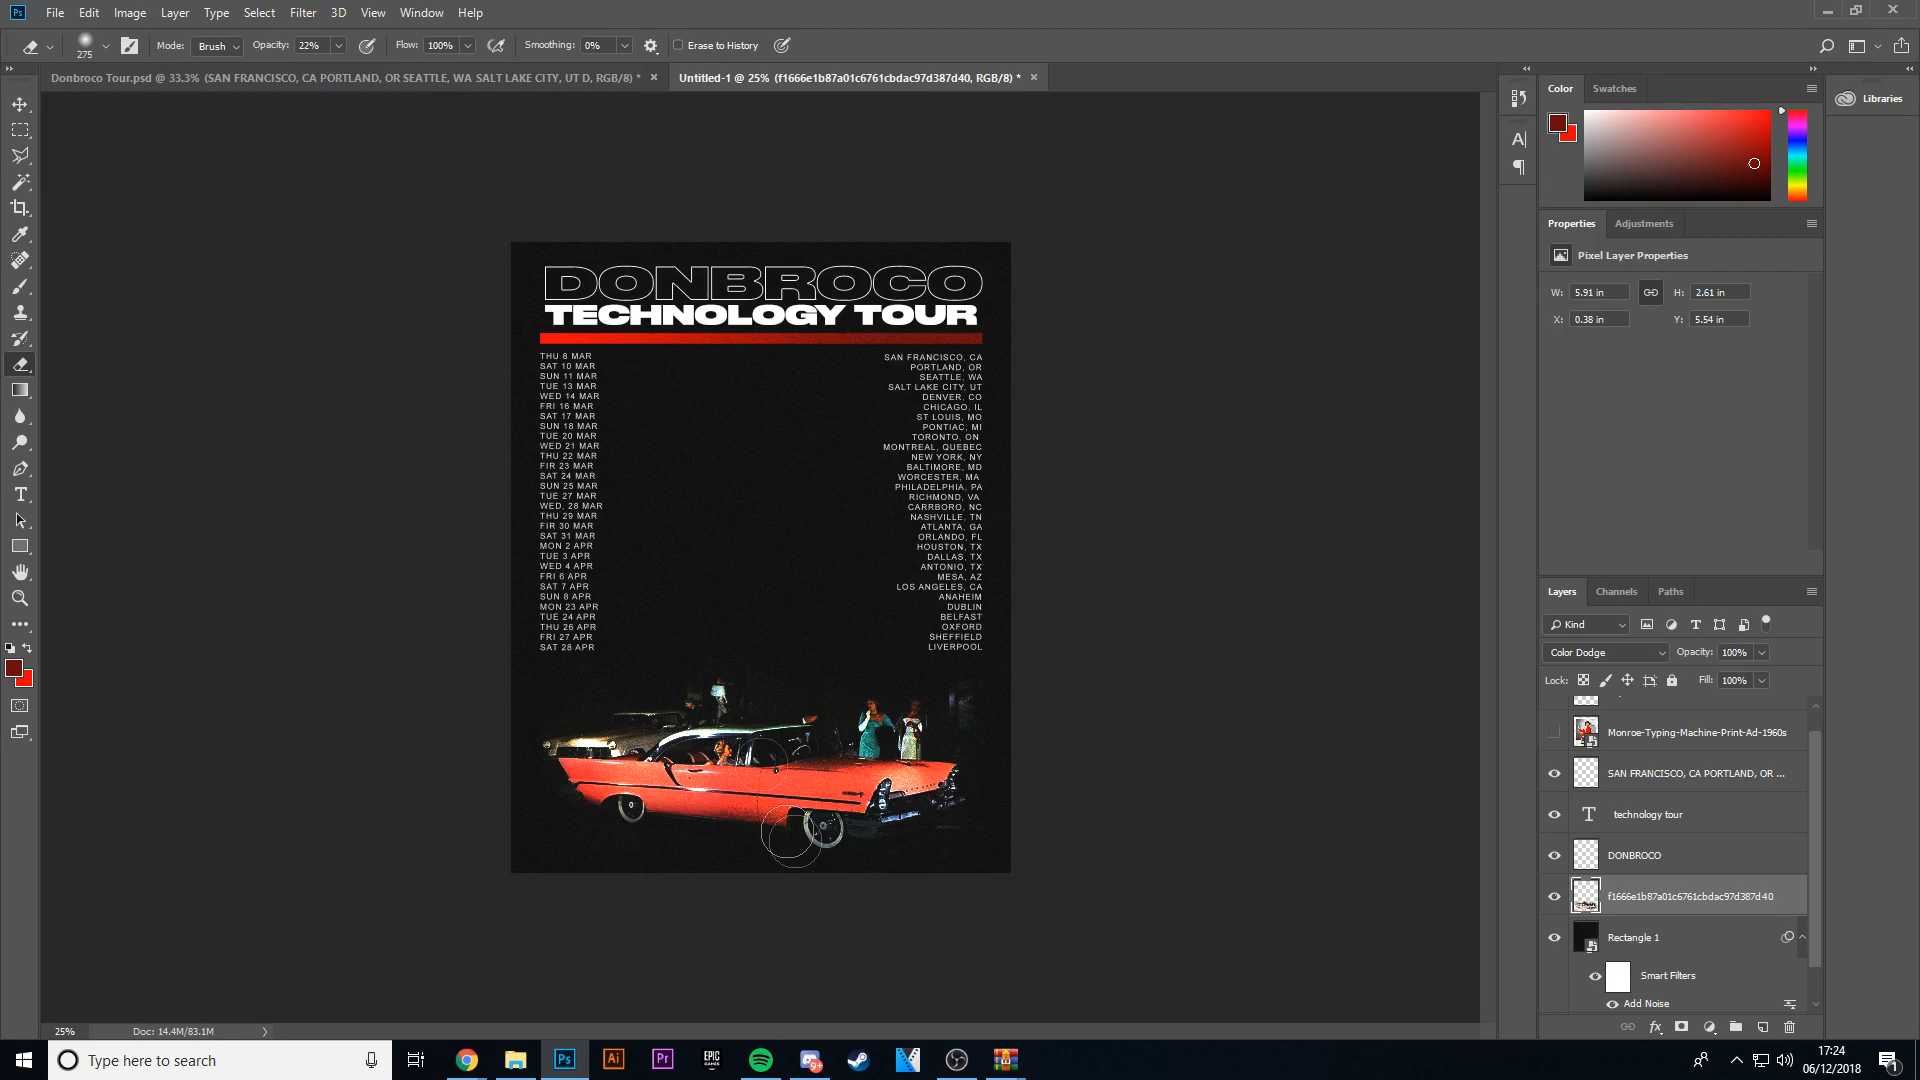 Ps File Edit Image Layer Type Select Filter 3D View Window Help
275 Mode: Brush Opacity: 22% Flow: 100% Smoothing: 0% Erase to History
Donbroco Tour.psd @ 33.3% (SAN FRANCISCO, CA PORTLAND, OR SEATTLE, WA SALT LAKE CITY, UT D, RGB/8) *
Untitled-1 @ 25% (f1666e1b87a01c6761cbdac97d387d40, RGB/8) *
DONBROCO
TECHNOLOGY TOUR
THU 8 MAR
SAT 10 MAR
SUN 11 MAR
TUE 13 MAR
WED 14 MAR
FRI 16 MAR
SAT 17 MAR
SUN 18 MAR
TUE 20 MAR
WED 21 MAR
THU 22 MAR
FIR 23 MAR
SAT 24 MAR
SUN 25 MAR
TUE 27 MAR
WED, 28 MAR
THU 29 MAR
FIR 30 MAR
SAT 31 MAR
MON 2 APR
TUE 3 APR
WED 4 APR
FRI 6 APR
SAT 7 APR
SUN 8 APR
MON 23 APR
TUE 24 APR
THU 26 APR
FRI 27 APR
SAT 28 APR
SAN FRANCISCO, CA
PORTLAND, OR
SEATTLE, WA
SALT LAKE CITY, UT
DENVER, CO
CHICAGO, IL
ST LOUIS, MO
PONTIAC, MI
TORONTO, ON
MONTREAL, QUEBEC
NEW YORK, NY
BALTIMORE, MD
WORCESTER, MA
PHILADELPHIA, PA
RICHMOND, VA
CARRBORO, NC
NASHVILLE, TN
ATLANTA, GA
ORLANDO, FL
HOUSTON, TX
DALLAS, TX
ANTONIO, TX
MESA, AZ
LOS ANGELES, CA
ANAHEIM
DUBLIN
BELFAST
OXFORD
SHEFFIELD
LIVERPOOL
Color Swatches
Libraries
Properties Adjustments
Pixel Layer Properties
W: 5.91 in H: 2.61 in
X: 0.38 in Y: 5.54 in
Layers Channels Paths
Kind
Color Dodge Opacity: 100%
Lock: Fill: 100%
Monroe-Typing-Machine-Print-Ad-1960s
SAN FRANCISCO, CA PORTLAND, OR ...
technology tour
DONBROCO
f1666e1b87a01c6761cbdac97d387d40
Rectangle 1
Smart Filters
Add Noise
25% Doc: 14.4M/83.1M
Type here to search
Ps Ai Pr EPIC GAMES 9+
17:24
06/12/2018
1